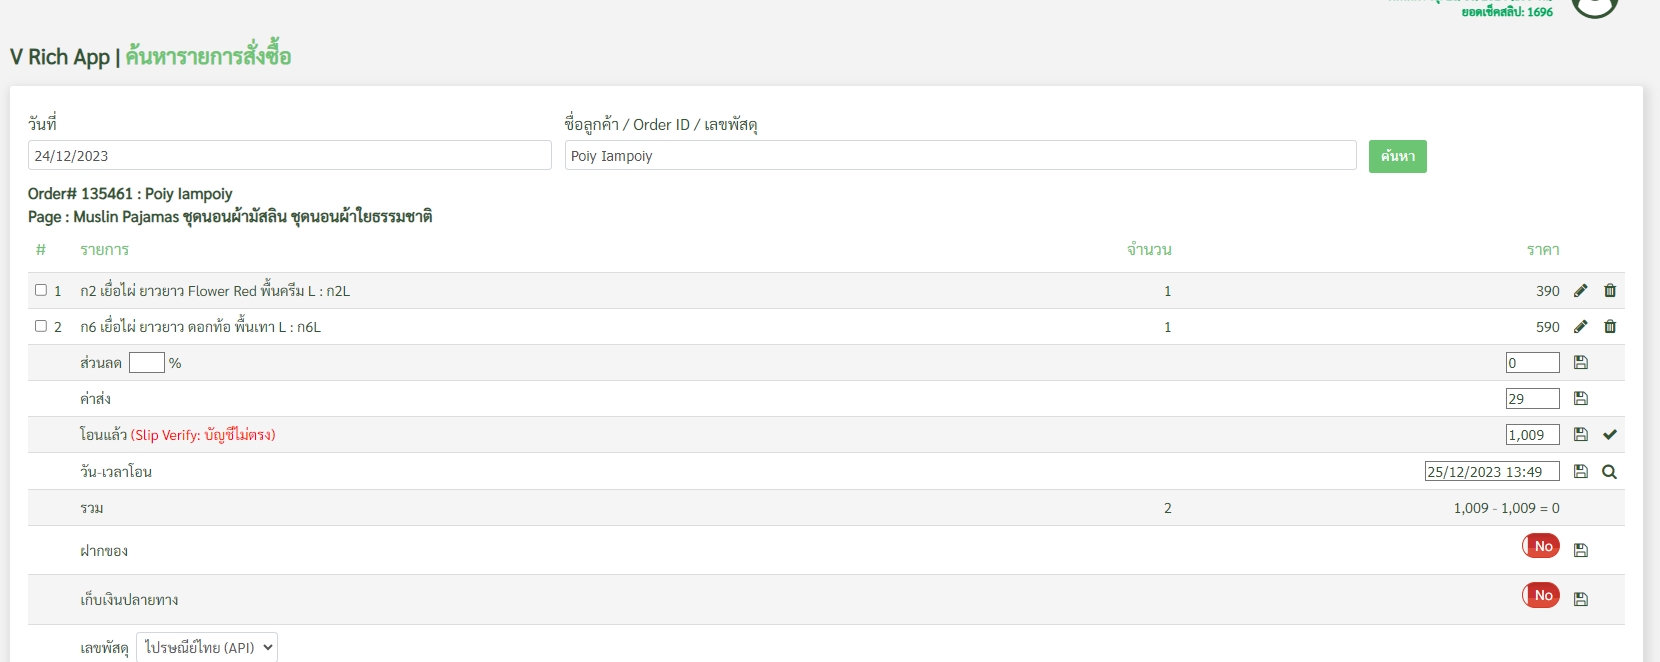 ยอดเช็คสลิป: 1696
V Rich App | ค้นหารายการสั่งซื้อ
วันที่
ชื่อลูกค้า / Order ID / เลขพัสดุ
24/12/2023
Poiy Iampoiy
ค้นหา
Order# 135461 : Poiy Iampoiy
Page : Muslin Pajamas ชุดนอนผ้ามัสลิน ชุดนอนผ้าใยธรรมชาติ
# รายการ จำนวน ราคา
1 ก2 เยื่อไผ่ ยาวยาว Flower Red พื้นครีม L : ก2L 1 390
2 ก6 เยื่อไผ่ ยาวยาว ดอกท้อ พื้นเทา L : ก6L 1 590
ส่วนลด % 0
ค่าส่ง 29
โอนแล้ว (Slip Verify: บัญชีไม่ตรง) 1,009
วัน-เวลาโอน 25/12/2023 13:49
รวม 2 1,009 - 1,009 = 0
ฝากของ No
เก็บเงินปลายทาง No
เลขพัสดุ ไปรษณีย์ไทย (API)